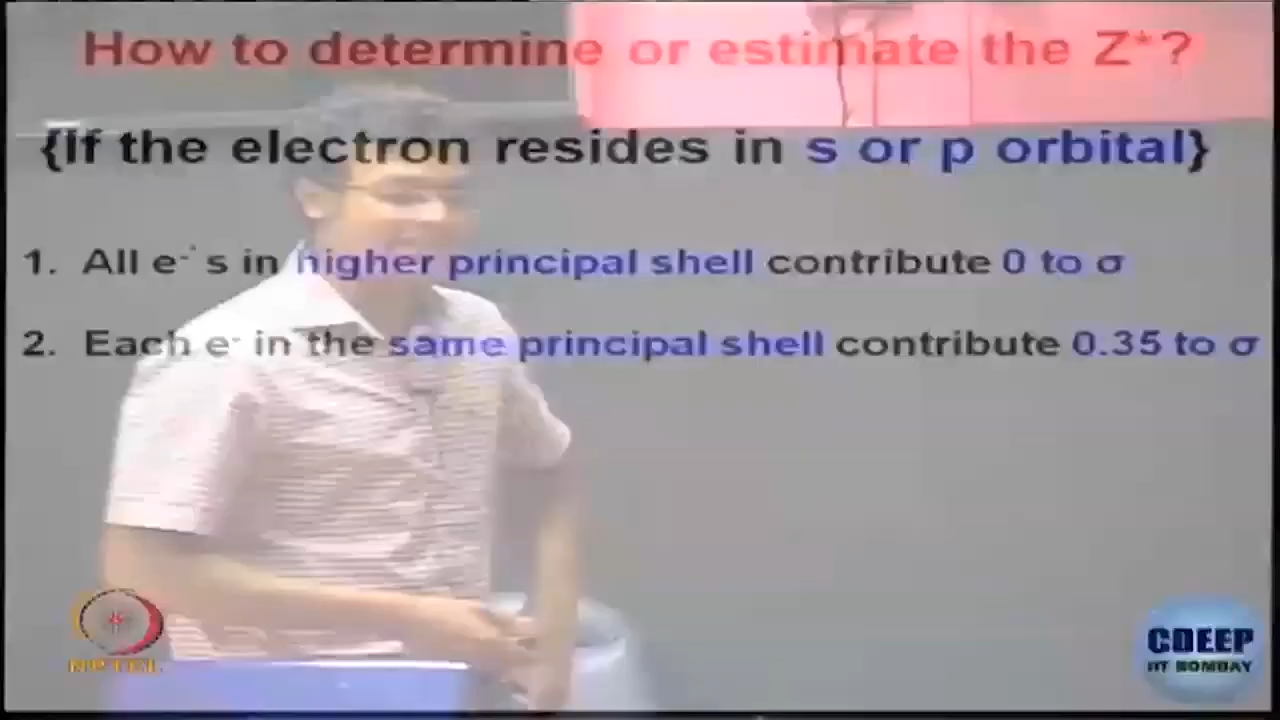 How to determine or estimate the Z*?
{If the electron resides in s or p orbital}
1. All e-'s in higher principal shell contribute 0 to σ
2. Each e- in the same principal shell contribute 0.35 to σ
NPTEL
CDEEP
IIT BOMBAY